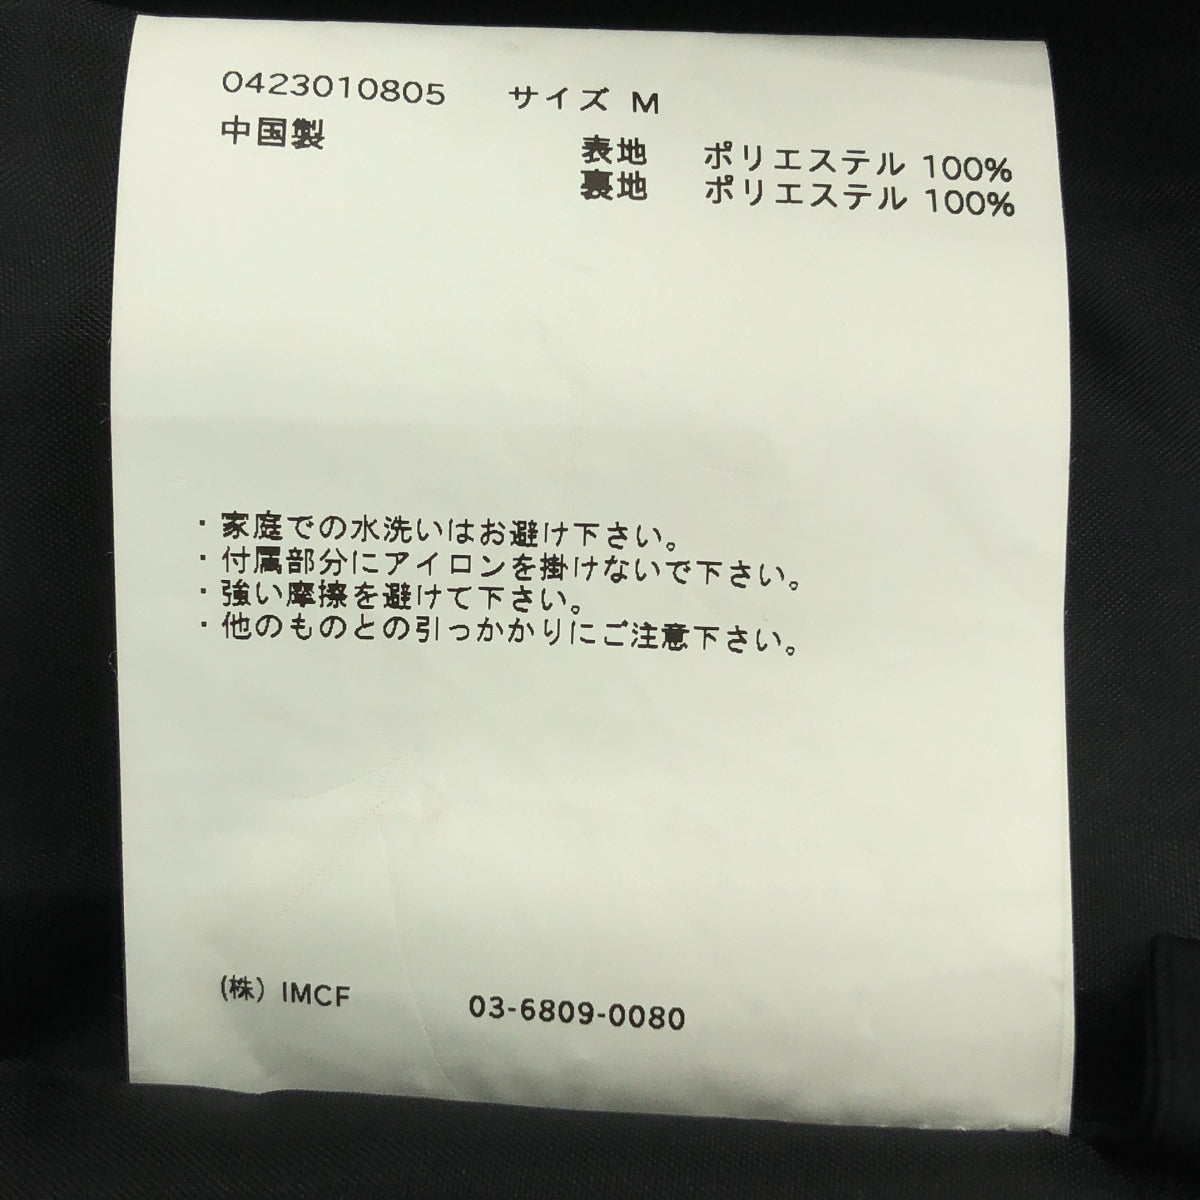 0423010805 サイズ M
中国製
表地 ポリエステル 100%
裏地 ポリエステル 100%
・家庭での水洗いはお避け下さい。
・付属部分にアイロンを掛けないで下さい。
・強い摩擦を避けて下さい。
・他のものとの引っかかりにご注意下さい。
(株) IMCF 03-6809-0080